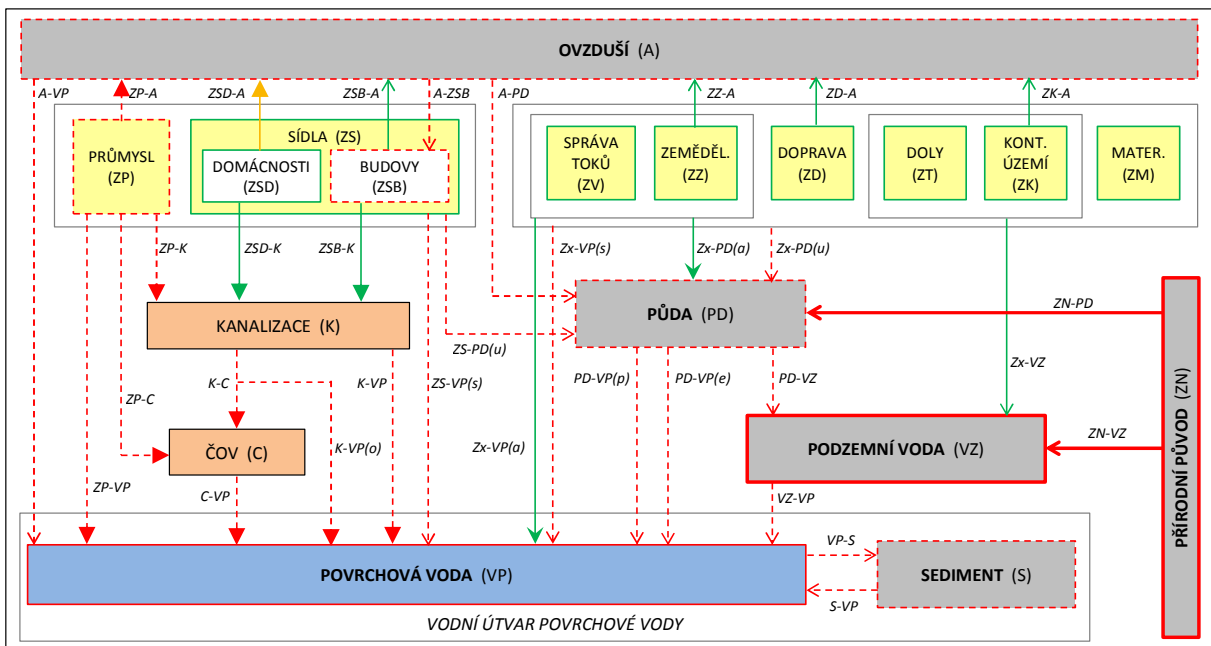 OVZDUŠÍ (A)
A-VP
ZP-A
ZSD-A
ZSB-A
A-ZSB
A-PD
ZZ-A
ZD-A
ZK-A
PRŮMYSL
(ZP)
SÍDLA (ZS)
DOMÁCNOSTI
(ZSD)
BUDOVY
(ZSB)
SPRÁVA
TOKŮ
(ZV)
ZEMĚDĚL.
(ZZ)
DOPRAVA
(ZD)
DOLY
(ZT)
KONT.
ÚZEMÍ
(ZK)
MATER.
(ZM)
ZP-K
ZSD-K
ZSB-K
Zx-VP(s)
Zx-PD(a)
Zx-PD(u)
KANALIZACE (K)
PŮDA (PD)
ZN-PD
ZS-PD(u)
K-C
K-VP
ZS-VP(s)
PD-VP(p)
PD-VP(e)
PD-VZ
Zx-VZ
ZP-C
ČOV (C)
K-VP(o)
Zx-VP(a)
PODZEMNÍ VODA (VZ)
ZN-VZ
PŘÍRODNÍ PŮVOD (ZN)
ZP-VP
C-VP
VZ-VP
POVRCHOVÁ VODA (VP)
VP-S
S-VP
SEDIMENT (S)
VODNÍ ÚTVAR POVRCHOVÉ VODY